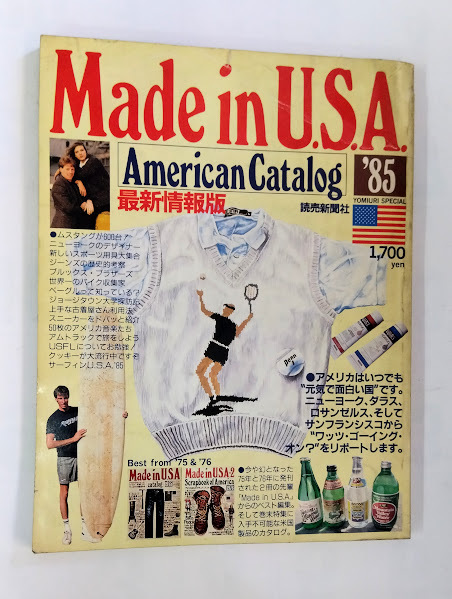 Made in U.S.A.
American Catalog
'85
最新情報版
読売新聞社
YOMIURI SPECIAL
1,700
yen
●ムスタングが600台!?
ニューヨークのデザイナー
新しいスポーツ用具大集合
ジーンズの歴史的考察
ブルックス・ブラザーズ
世界一のバイク収集家
ベーグルって知っている?
ジョージタウン大学探訪記
上手な古着屋さん利用法
スニーカーをドバッと紹介
50枚のアメリカ音楽たち
アムトラックで旅をしよう
USFLについてお勉強!
クッキーが大流行中です
サーフィンU.S.A.'85
●アメリカはいつでも
“元気で面白い国”です。
ニューヨーク、ダラス、
ロサンゼルス、そして
サンフランシスコから
“ワッツ・ゴーイング・
オン?”をリポートします。
Best from '75 & '76
Made in U.S.A
catalog
Made in U.S.A-2
Scrapbook of America
●今や幻となった
75年と76年に発刊
された2冊の先輩
「Made in U.S.A.」
からのベスト編集。
そして巻末特集に
入手不可能な米国
製品のカタログ。